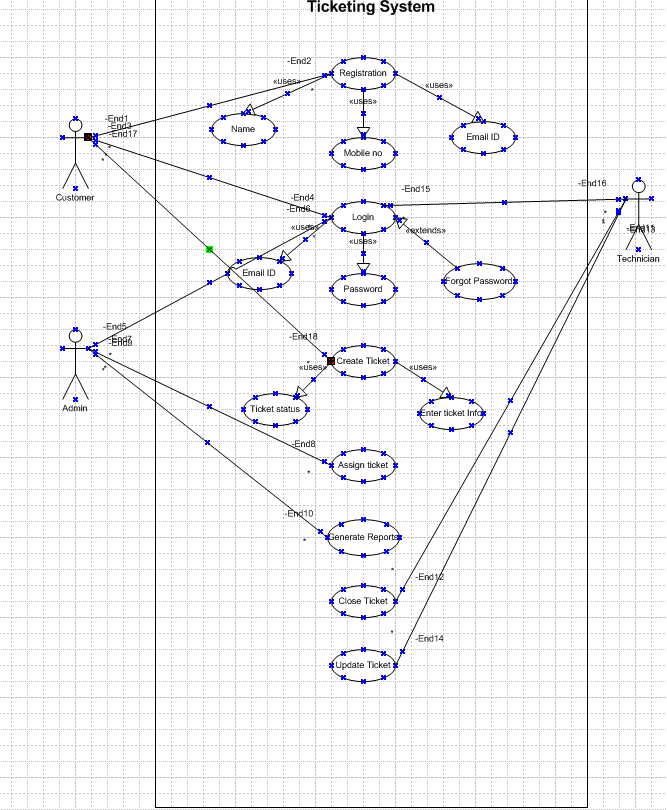 Ticketing System
-End2
Registration
«uses»
«uses»
*
«uses»
-End1
-End3
-End17
*
*
Name
Email ID
Mobile no
Customer
-End4
-End15
-End16
-End6
Login
*
*
«uses»
*
«uses»
«extends»
Technician
Email ID
Password
Forgot Password
-End5
-End7
-End9
*
*
-End18
*
Create Ticket
«uses»
«uses»
Admin
Ticket status
Enter ticket Info
-End8
Assign ticket
*
-End10
Generate Reports
*
*
-End12
Close Ticket
*
-End14
Update Ticket